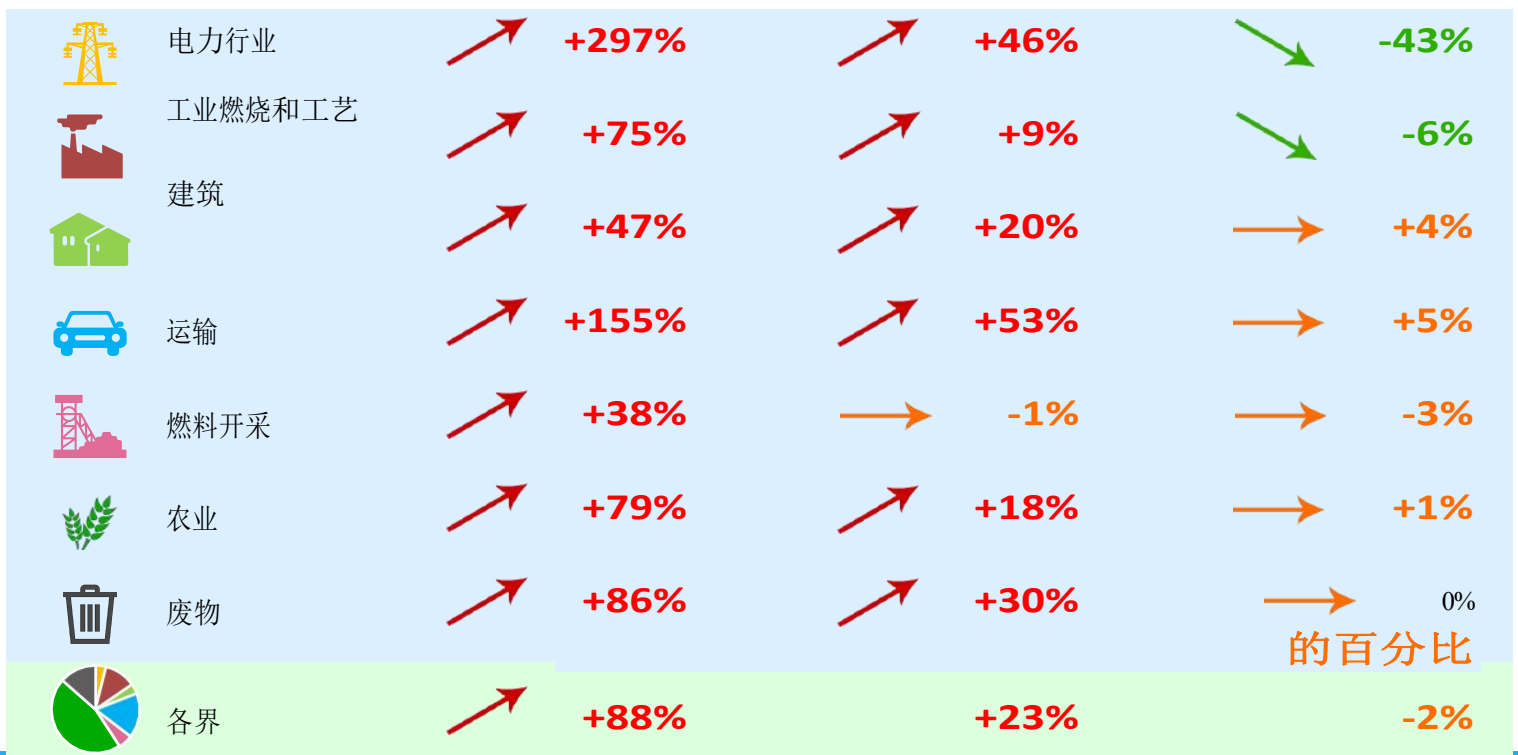 电力行业 +297% +46% -43%
工业燃烧和工艺 +75% +9% -6%
建筑 +47% +20% +4%
运输 +155% +53% +5%
燃料开采 +38% -1% -3%
农业 +79% +18% +1%
废物 +86% +30% 0%
的百分比
各界 +88% +23% -2%